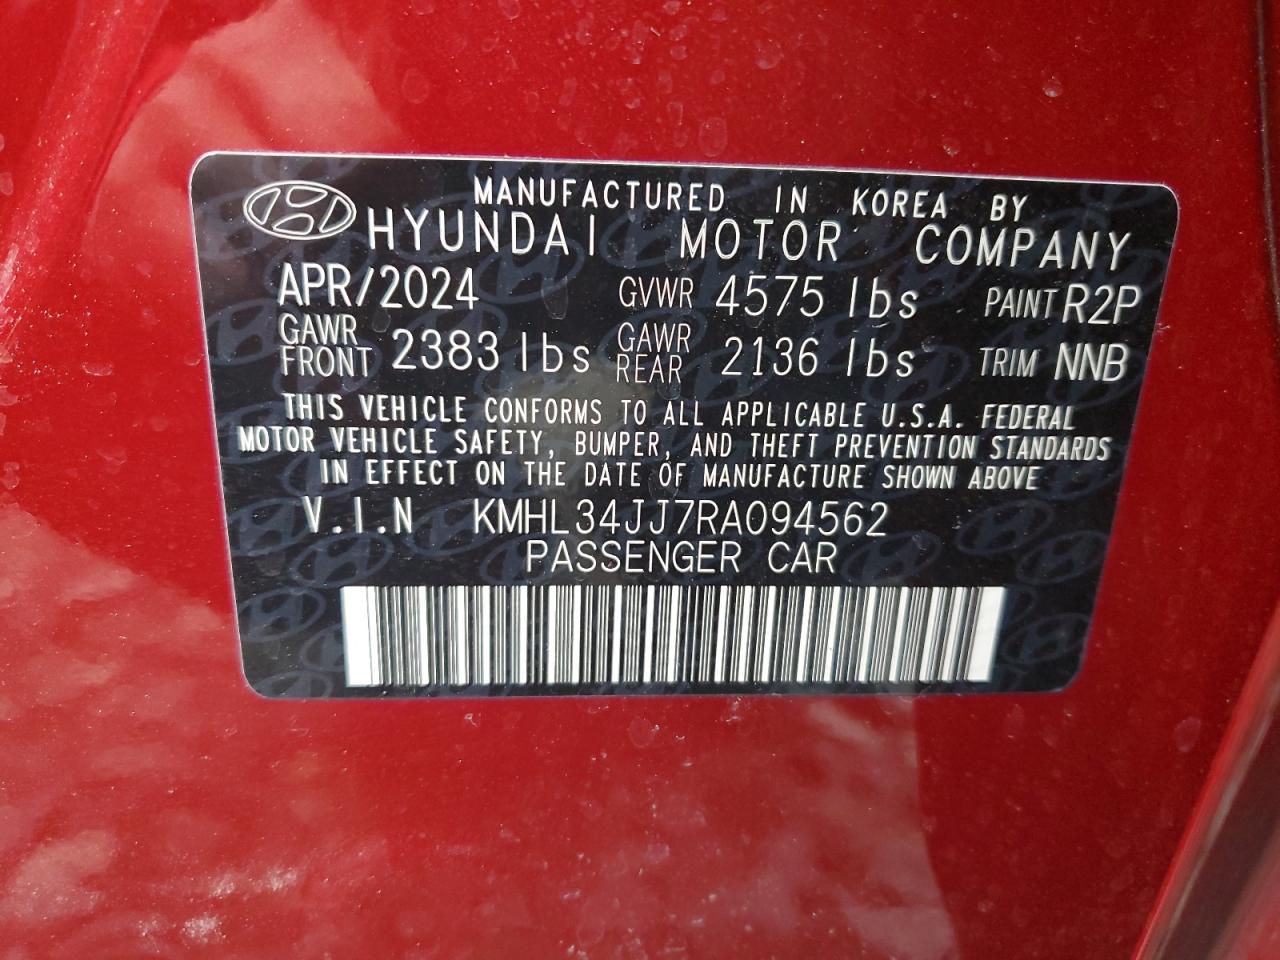 MANUFACTURED IN KOREA BY
HYUNDAI MOTOR COMPANY
APR/2024 GVWR 4575 lbs PAINT R2P
GAWR FRONT 2383 lbs GAWR REAR 2136 lbs TRIM NNB
THIS VEHICLE CONFORMS TO ALL APPLICABLE U.S.A. FEDERAL
MOTOR VEHICLE SAFETY, BUMPER, AND THEFT PREVENTION STANDARDS
IN EFFECT ON THE DATE OF MANUFACTURE SHOWN ABOVE
V.I.N KMHL34JJ7RA094562
PASSENGER CAR